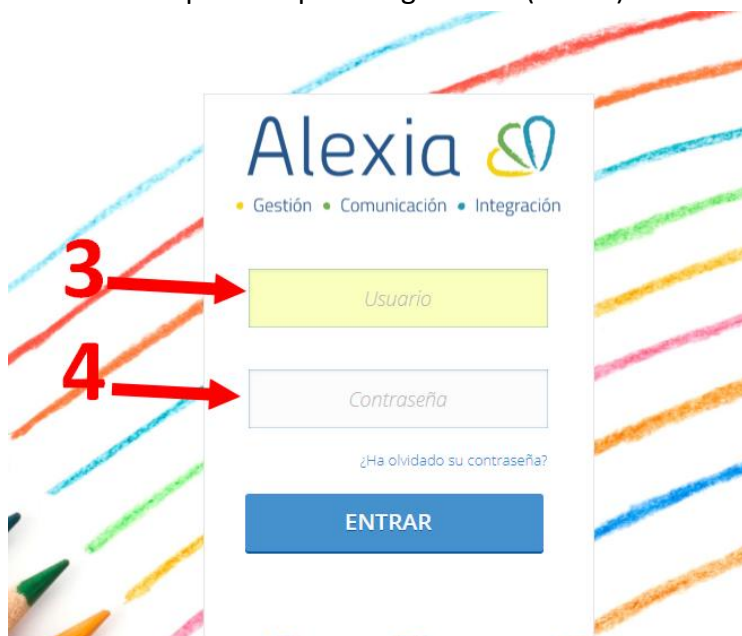 Alexia
• Gestión • Comunicación • Integración
3
Usuario
4
Contraseña
¿Ha olvidado su contraseña?
ENTRAR